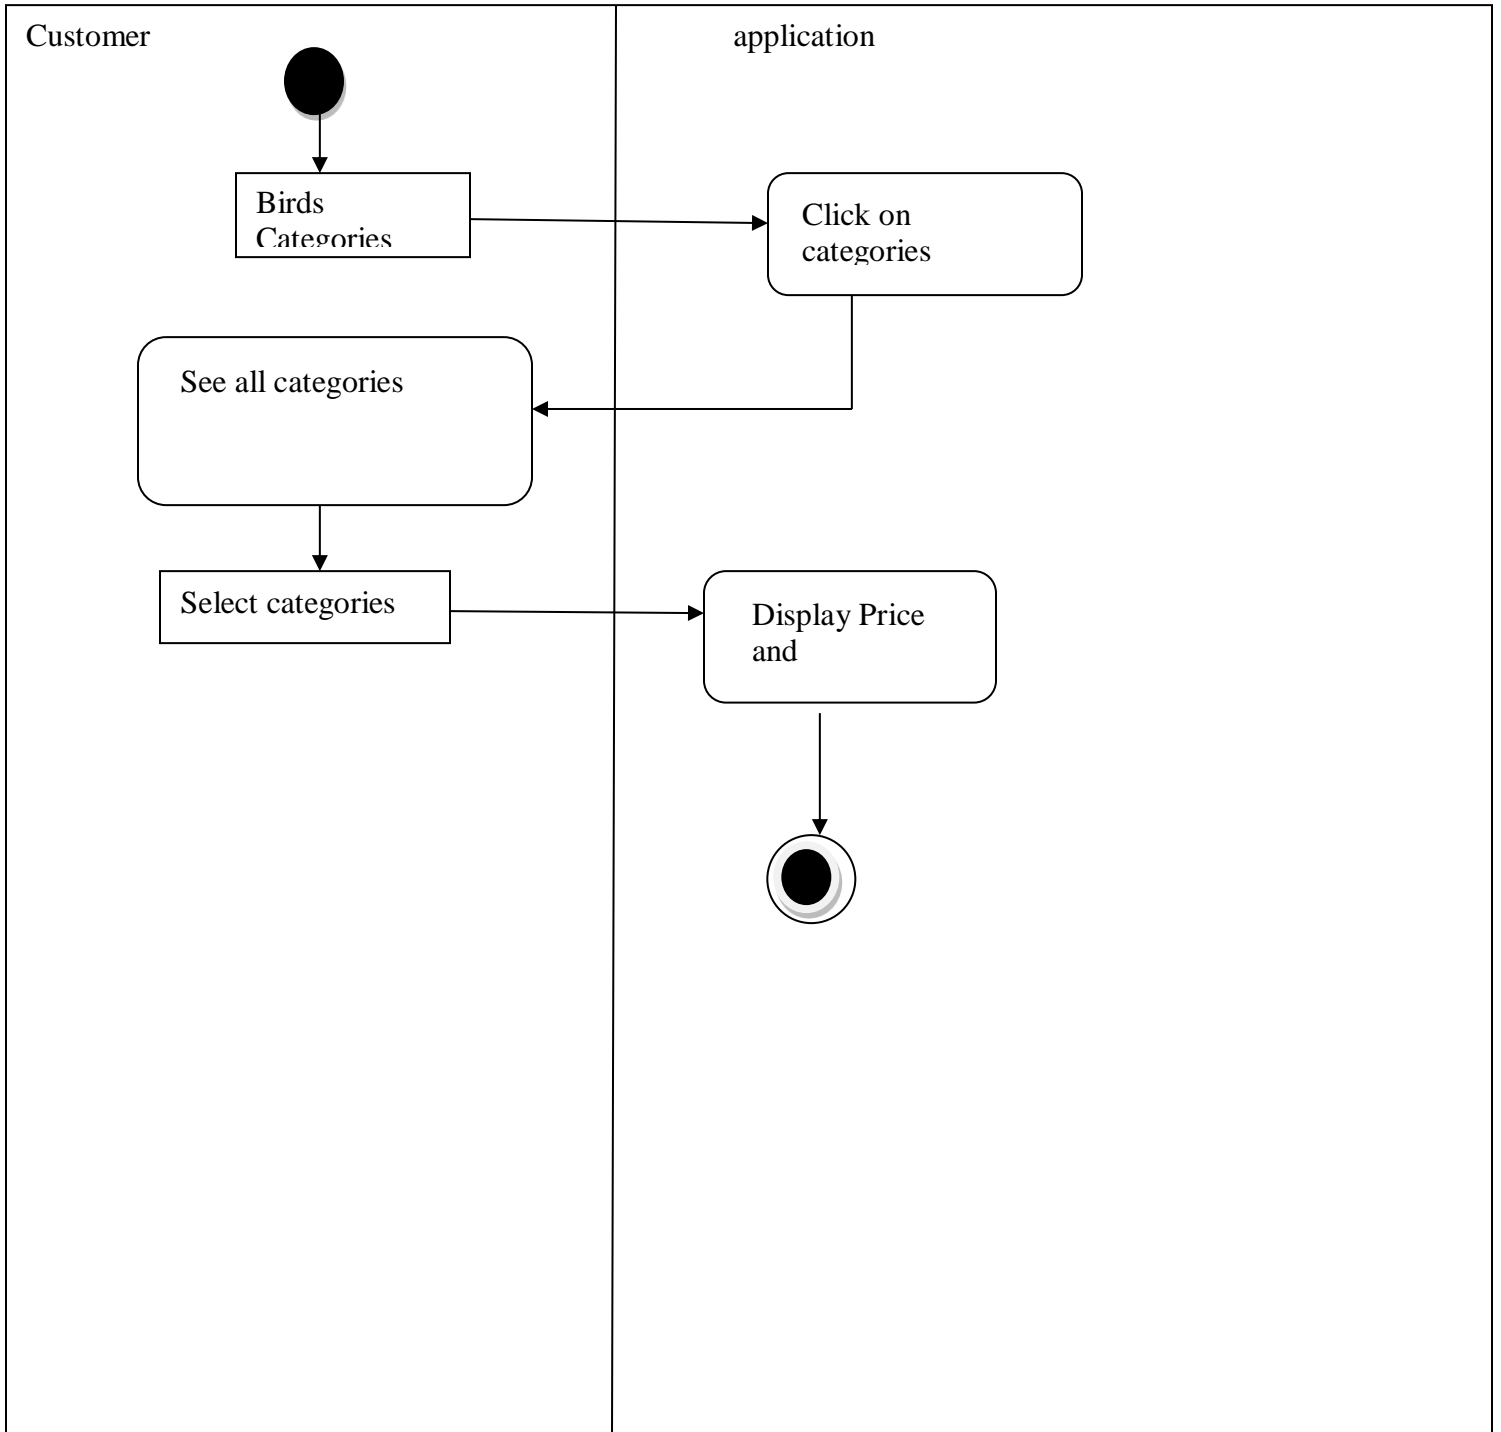 Customer
application
Birds
Categories
Click on
categories
See all categories
Select categories
Display Price
and